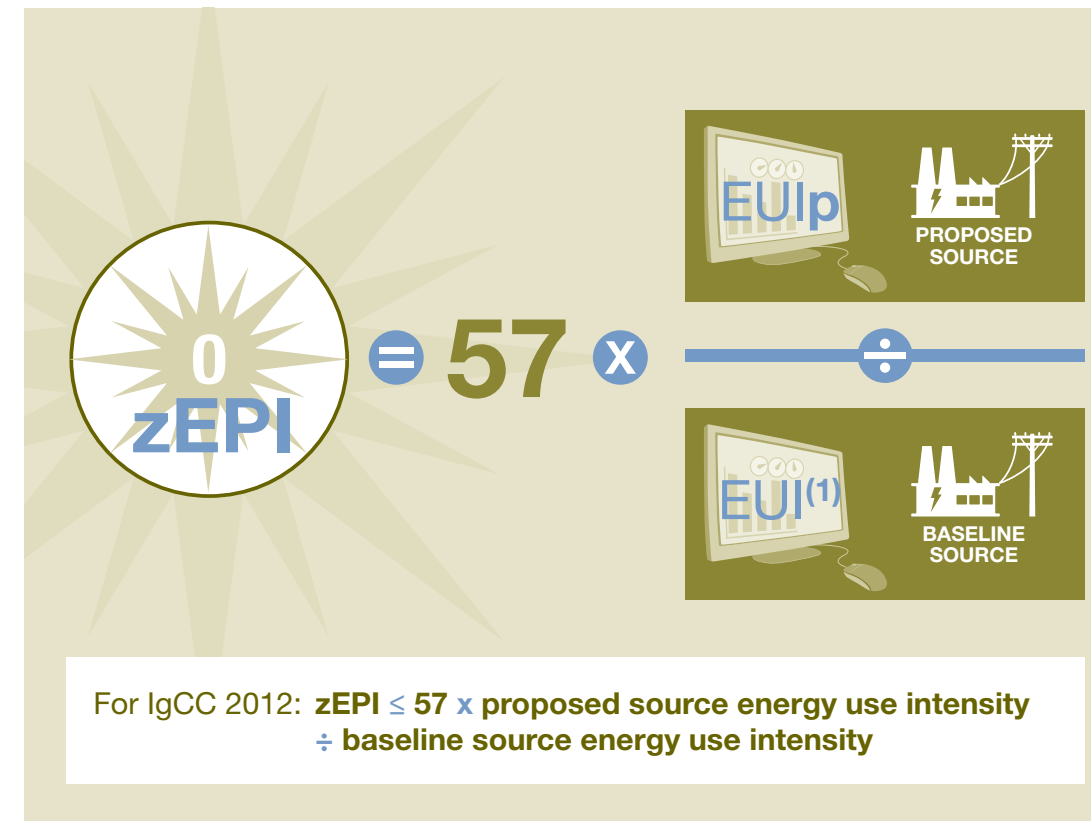 0
zEPI
=
57
x
EUIp
PROPOSED
SOURCE
÷
EUI(1)
BASELINE
SOURCE
For IgCC 2012: zEPI ≤ 57 x proposed source energy use intensity
÷ baseline source energy use intensity